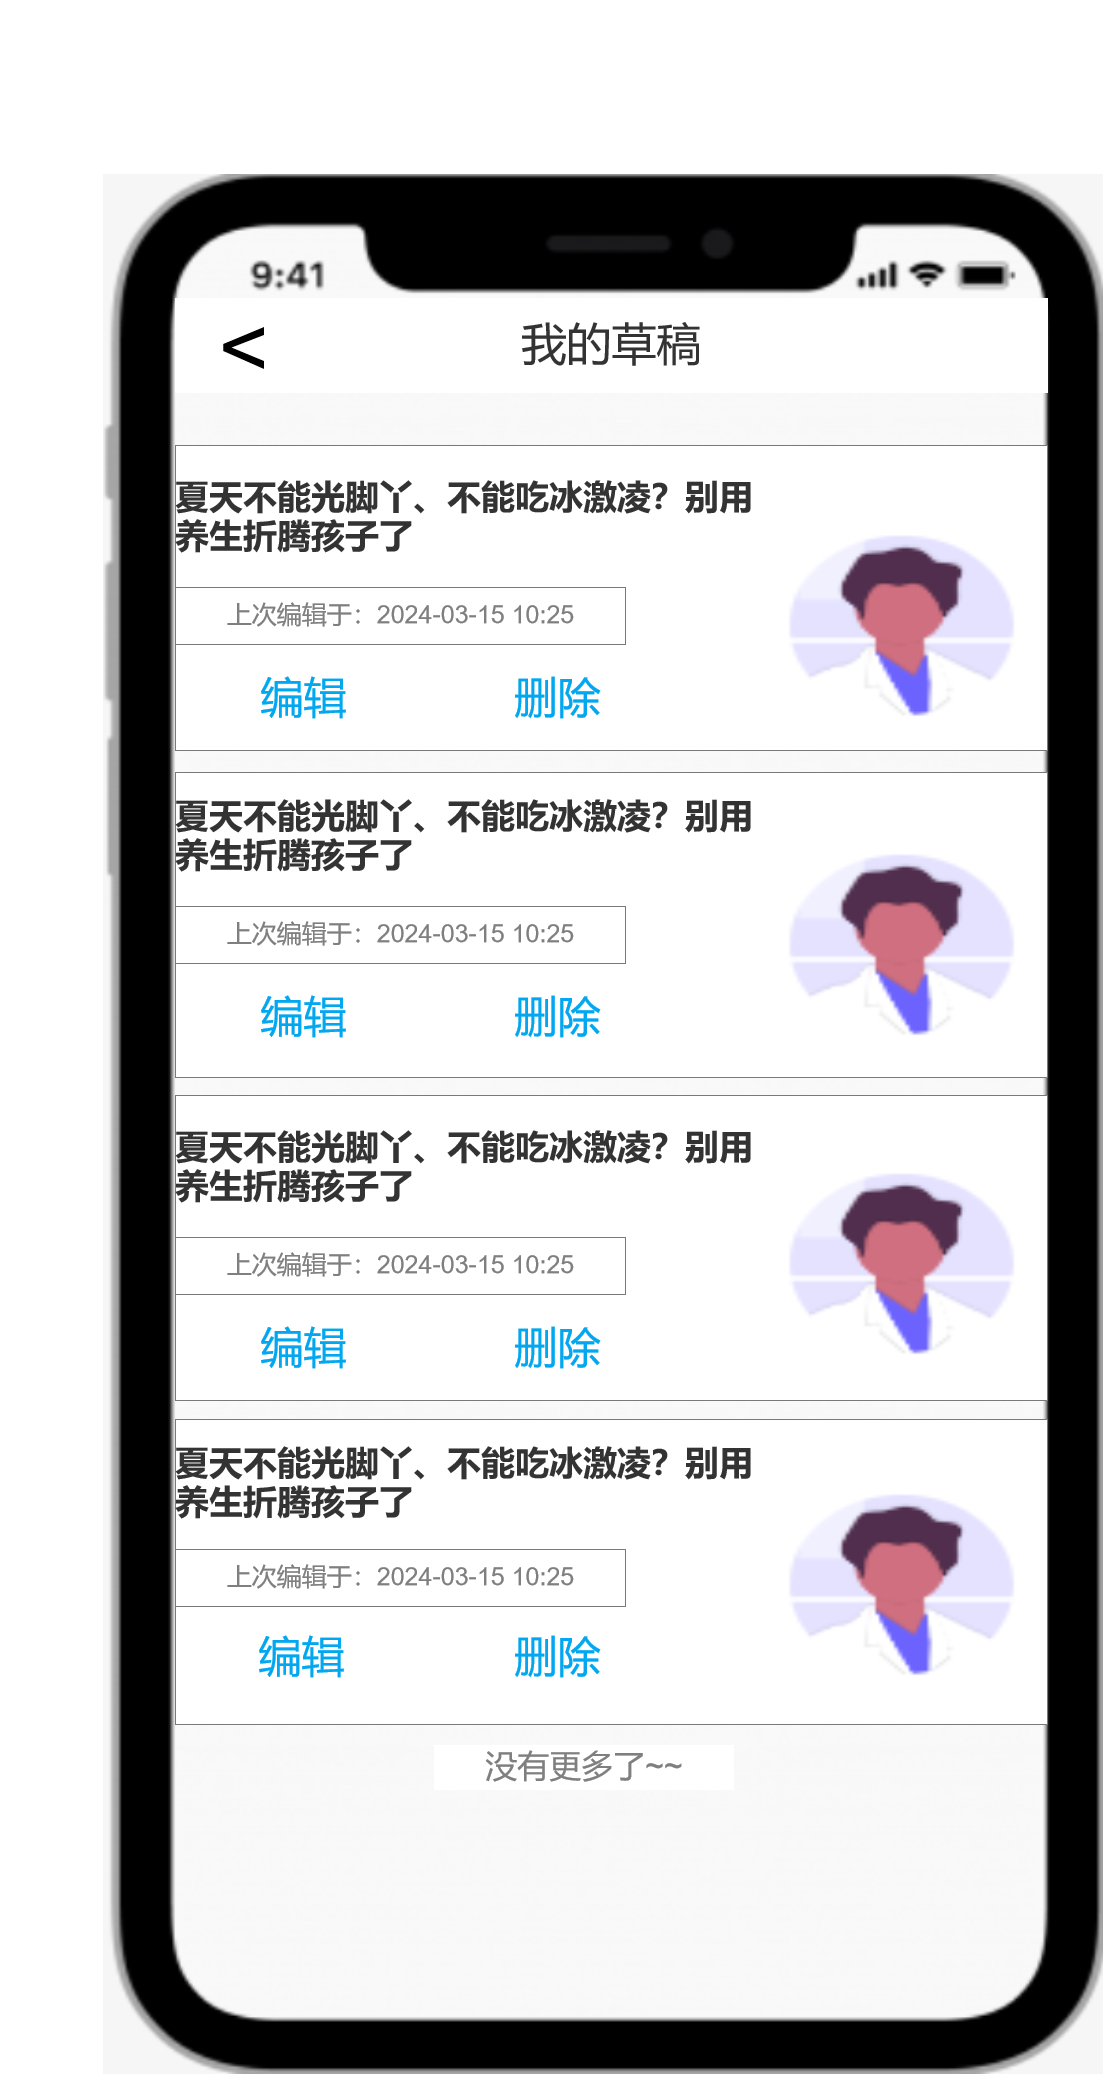 9:41
< 我的草稿
夏天不能光脚丫、不能吃冰激凌？别用
养生折腾孩子了
上次编辑于：2024-03-15 10:25
编辑 删除
夏天不能光脚丫、不能吃冰激凌？别用
养生折腾孩子了
上次编辑于：2024-03-15 10:25
编辑 删除
夏天不能光脚丫、不能吃冰激凌？别用
养生折腾孩子了
上次编辑于：2024-03-15 10:25
编辑 删除
夏天不能光脚丫、不能吃冰激凌？别用
养生折腾孩子了
上次编辑于：2024-03-15 10:25
编辑 删除
没有更多了~~